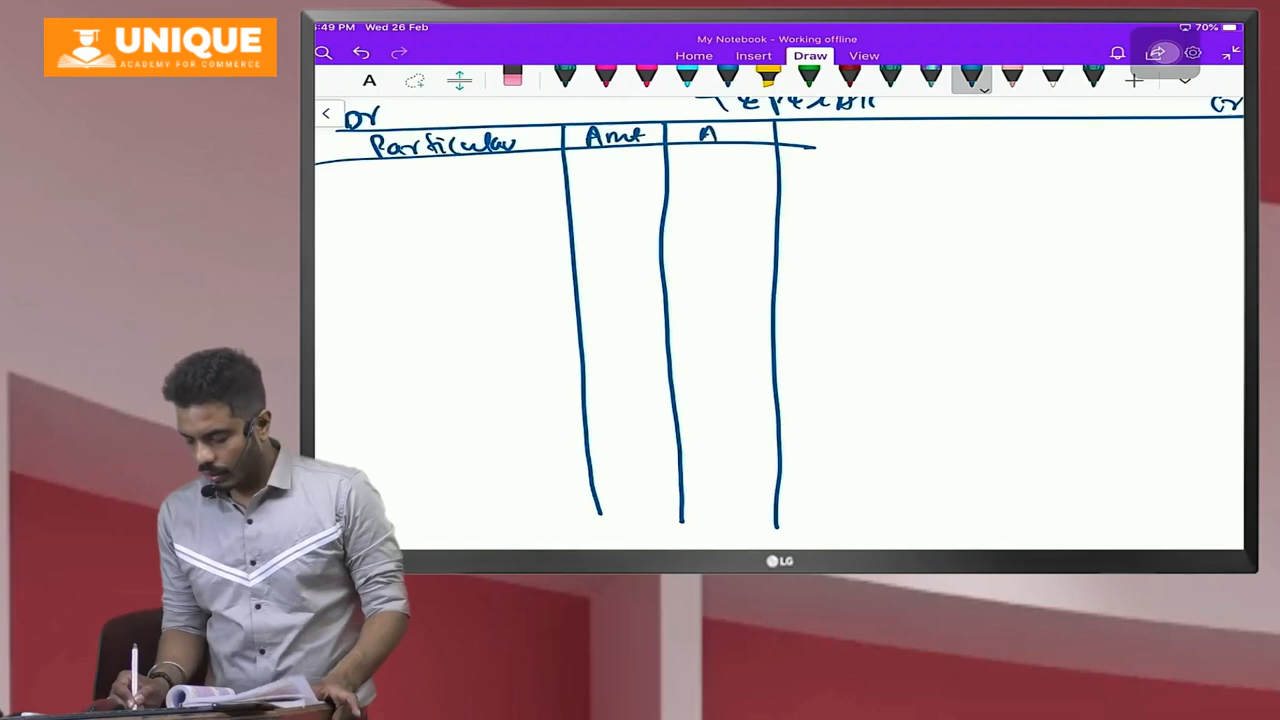 UNIQUE
ACADEMY FOR COMMERCE
:49 PM Wed 26 Feb
70%
My Notebook - Working offline
Home Insert Draw View
A
Dr
Cr
Particular Amt A
LG